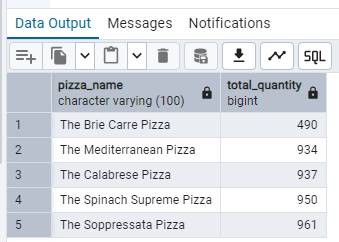 Data Output Messages Notifications
SQL
pizza_name total_quantity
character varying (100) bigint
1 The Brie Carre Pizza 490
2 The Mediterranean Pizza 934
3 The Calabrese Pizza 937
4 The Spinach Supreme Pizza 950
5 The Soppressata Pizza 961